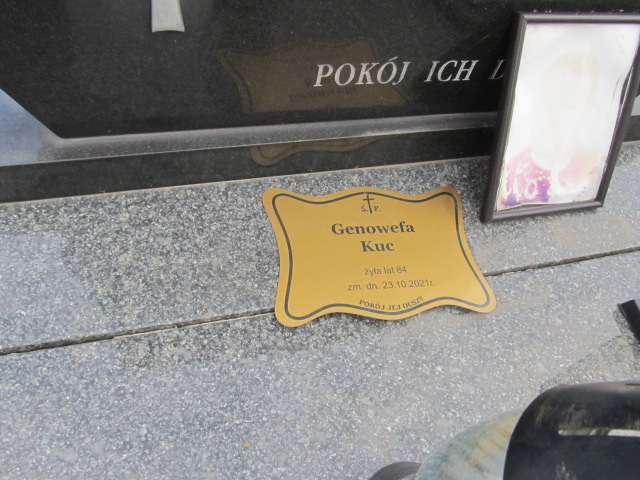 POKÓJ ICH D
Ś. P.
Genowefa
Kuc
żyła lat 84
zm. dn. 23.10.2021r.
POKÓJ JEJ DUSZY